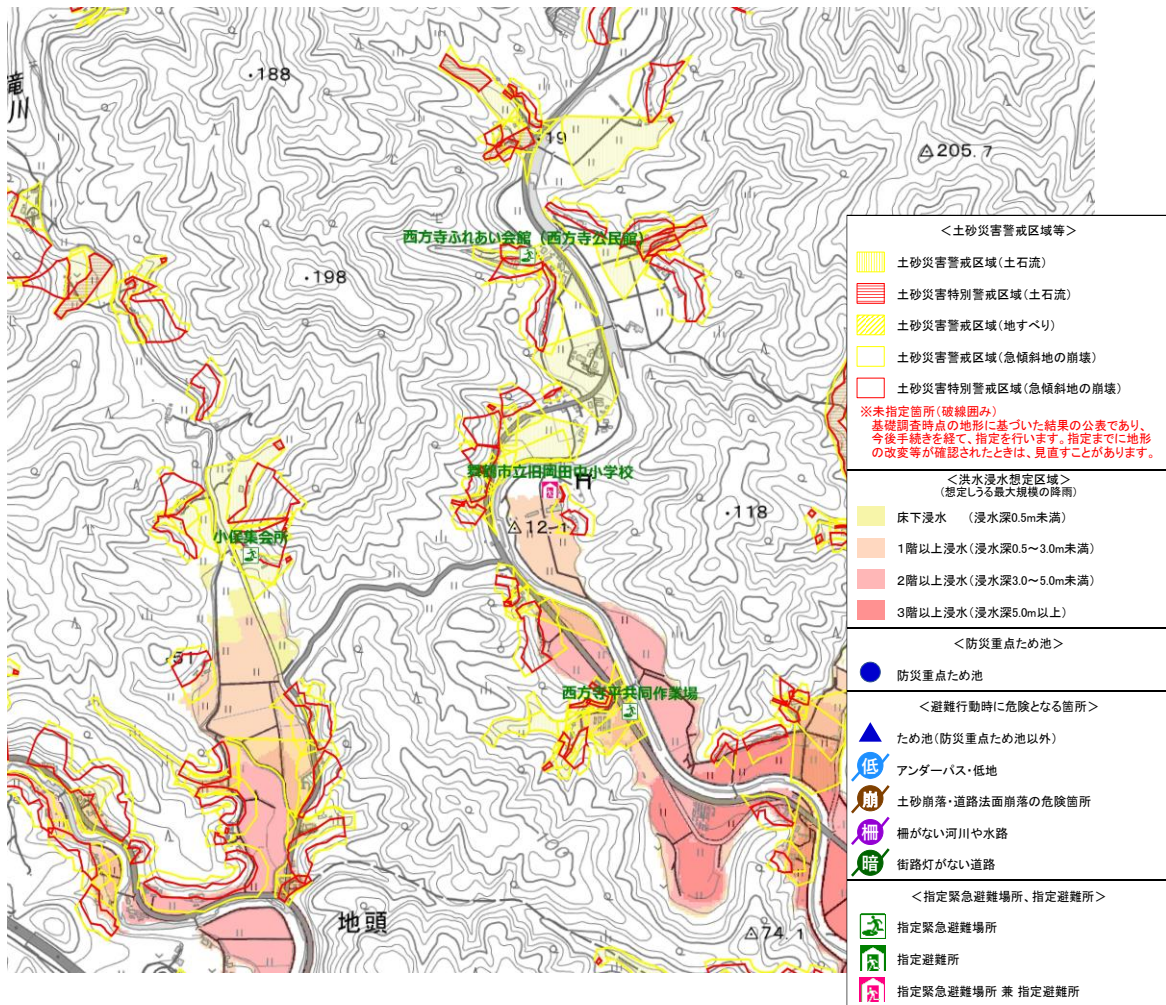 滝川
・188
・19
△205.7
西方寺ふれあい会館（西方寺公民館）
・198
舞鶴市立旧岡田中小学校
・118
△12.1
小俣集会所
・51
西方寺平共同作業場
地頭
△74.1
＜土砂災害警戒区域等＞
土砂災害警戒区域（土石流）
土砂災害特別警戒区域（土石流）
土砂災害警戒区域（地すべり）
土砂災害警戒区域（急傾斜地の崩壊）
土砂災害特別警戒区域（急傾斜地の崩壊）
※未指定箇所（破線囲み）
基礎調査時点の地形に基づいた結果の公表であり、
今後手続きを経て、指定を行います。指定までに地形
の改変等が確認されたときは、見直すことがあります。
＜洪水浸水想定区域＞
（想定しうる最大規模の降雨）
床下浸水　（浸水深0.5m未満）
1階以上浸水（浸水深0.5～3.0m未満）
2階以上浸水（浸水深3.0～5.0m未満）
3階以上浸水（浸水深5.0m以上）
＜防災重点ため池＞
防災重点ため池
＜避難行動時に危険となる箇所＞
ため池（防災重点ため池以外）
低 アンダーパス・低地
崩 土砂崩落・道路法面崩落の危険箇所
柵 柵がない河川や水路
暗 街路灯がない道路
＜指定緊急避難場所、指定避難所＞
指定緊急避難場所
指定避難所
指定緊急避難場所 兼 指定避難所